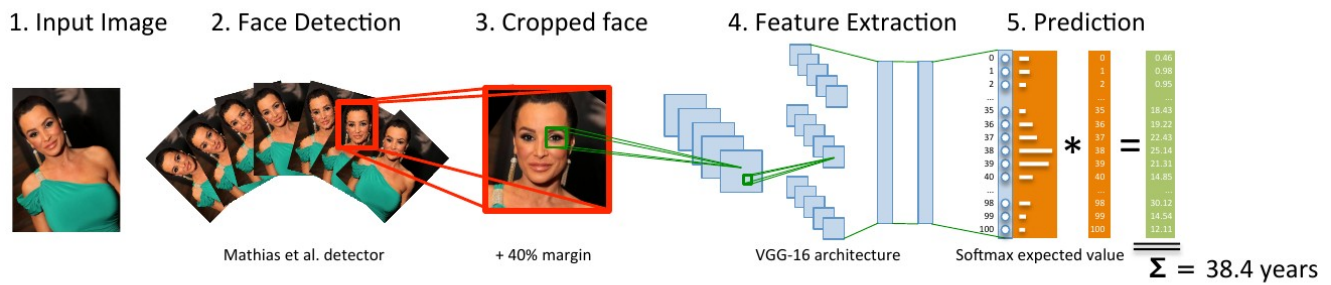 1. Input Image
2. Face Detection
3. Cropped face
4. Feature Extraction
5. Prediction
0 0 0.46
1 1 0.98
2 2 0.95
... ... ...
35 35 18.43
36 36 19.22
37 37 22.43
38 38 25.14
39 39 21.31
40 40 14.85
... ... ...
98 98 30.12
99 99 14.54
100 100 12.11
* =
Mathias et al. detector
+ 40% margin
VGG-16 architecture
Softmax expected value
Σ = 38.4 years